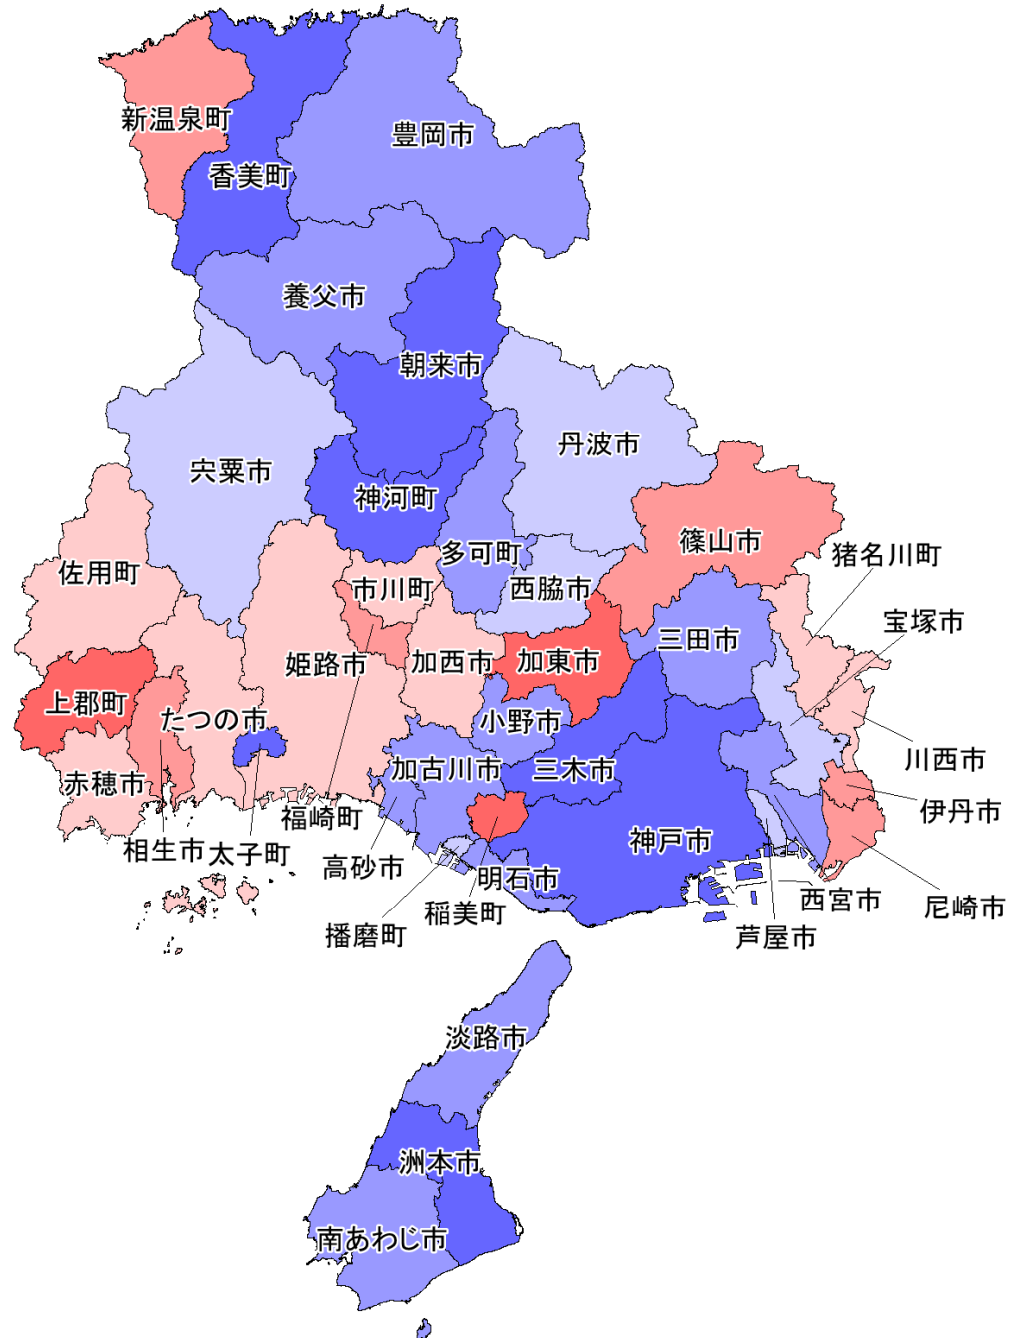 新温泉町
豊岡市
香美町
養父市
朝来市
丹波市
宍粟市
神河町
篠山市
多可町
猪名川町
佐用町
市川町
西脇市
宝塚市
三田市
姫路市
加西市
加東市
上郡町
たつの市
小野市
川西市
加古川市
三木市
赤穂市
伊丹市
福崎町
神戸市
相生市
太子町
高砂市
明石市
西宮市
尼崎市
稲美町
播磨町
芦屋市
淡路市
洲本市
南あわじ市